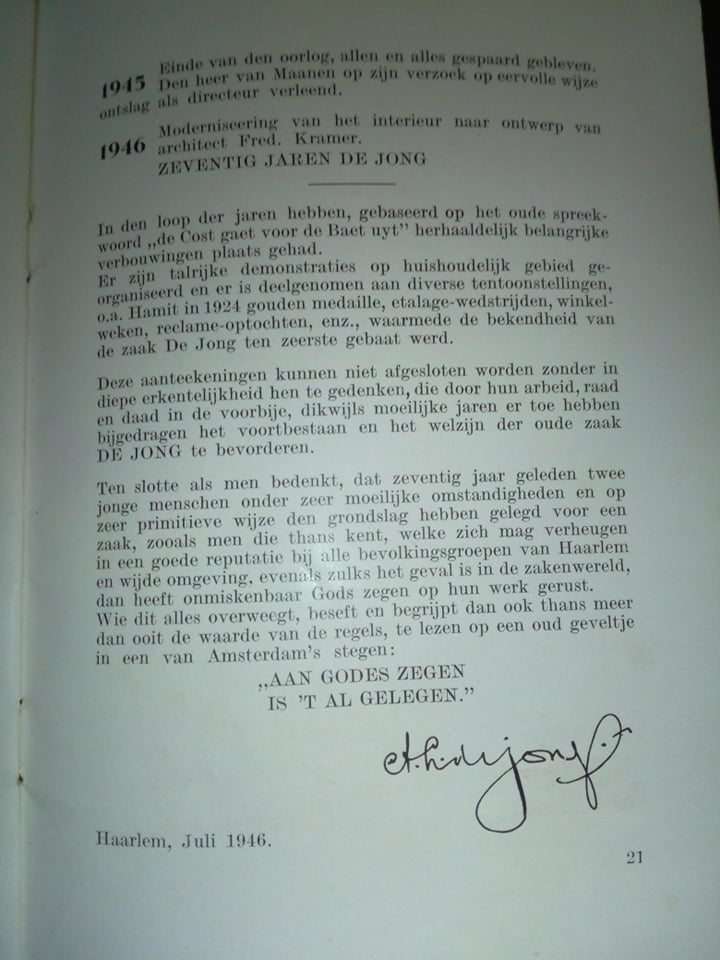 1945 Einde van den oorlog, allen en alles gespaard gebleven.
Den heer van Maanen op zijn verzoek op eervolle wijze
ontslag als directeur verleend.
1946 Moderniseering van het interieur naar ontwerp van
architect Fred. Kramer.
ZEVENTIG JAREN DE JONG
In den loop der jaren hebben, gebaseerd op het oude spreek-
woord „de Cost gaet voor de Baet uyt” herhaaldelijk belangrijke
verbouwingen plaats gehad.
Er zijn talrijke demonstraties op huishoudelijk gebied ge-
organiseerd en er is deelgenomen aan diverse tentoonstellingen,
o.a. Hamit in 1924 gouden medaille, etalage-wedstrijden, winkel-
weken, reclame-optochten, enz., waarmede de bekendheid van
de zaak De Jong ten zeerste gebaat werd.
Deze aanteekeningen kunnen niet afgesloten worden zonder in
diepe erkentelijkheid hen te gedenken, die door hun arbeid, raad
en daad in de voorbije, dikwijls moeilijke jaren er toe hebben
bijgedragen het voortbestaan en het welzijn der oude zaak
DE JONG te bevorderen.
Ten slotte als men bedenkt, dat zeventig jaar geleden twee
jonge menschen onder zeer moeilijke omstandigheden en op
zeer primitieve wijze den grondslag hebben gelegd voor een
zaak, zooals men die thans kent, welke zich mag verheugen
in een goede reputatie bij alle bevolkingsgroepen van Haarlem
en wijde omgeving, evenals zulks het geval is in de zakenwereld,
dan heeft onmiskenbaar Gods zegen op hun werk gerust.
Wie dit alles overweegt, beseft en begrijpt dan ook thans meer
dan ooit de waarde van de regels, te lezen op een oud geveltje
in een van Amsterdam's stegen:
„AAN GODES ZEGEN
IS 'T AL GELEGEN.”
de jong
Haarlem, Juli 1946.
21